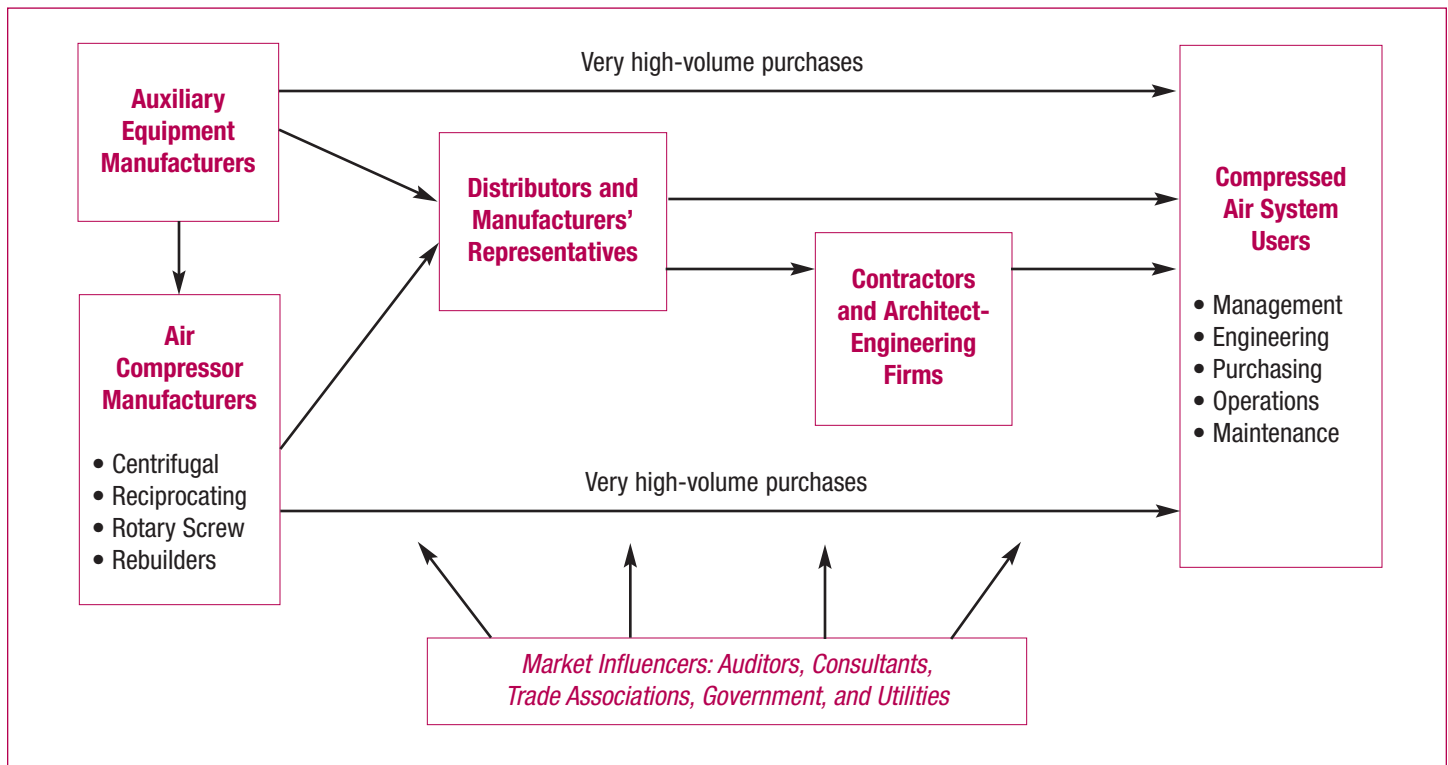 Very high-volume purchases
Auxiliary
Equipment
Manufacturers
Distributors and
Manufacturers’
Representatives
Compressed
Air System
Users
• Management
• Engineering
• Purchasing
• Operations
• Maintenance
Contractors
and Architect-
Engineering
Firms
Air
Compressor
Manufacturers
• Centrifugal
• Reciprocating
• Rotary Screw
• Rebuilders
Very high-volume purchases
Market Influencers: Auditors, Consultants,
Trade Associations, Government, and Utilities